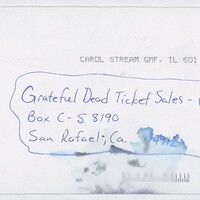 CAROL STREAM GMF, IL 601
Grateful Dead Ticket Sales -
Box C-S 8190
San Rafael, Ca.